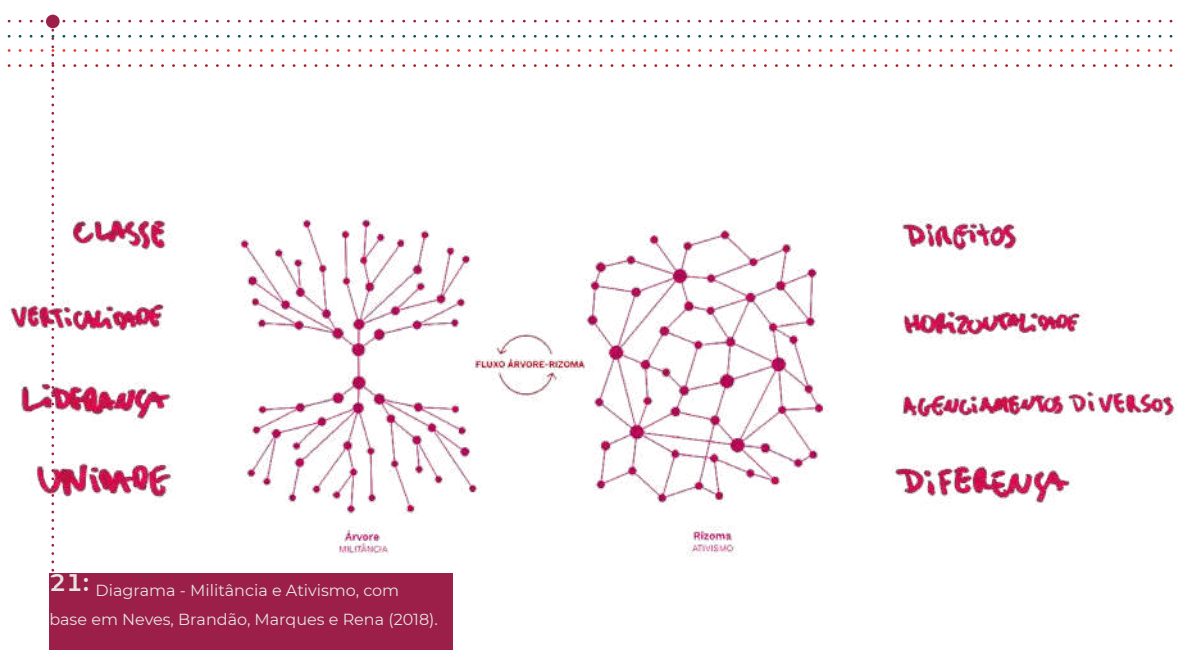 CLASSE
VERTICALIDADE
LIDERANÇA
UNIDADE
FLUXO ÁRVORE-RIZOMA
Árvore
MILITÂNCIA
Rizoma
ATIVISMO
DIREITOS
HORIZONTALIDADE
AGENCIAMENTOS DIVERSOS
DIFERENÇA
21: Diagrama - Militância e Ativismo, com
base em Neves, Brandão, Marques e Rena (2018).